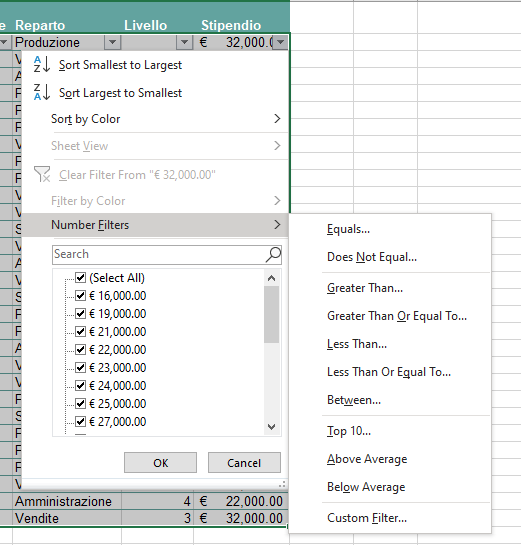 e Reparto Livello Stipendio
Produzione € 32,000.0
Sort Smallest to Largest
Sort Largest to Smallest
Sort by Color
Sheet View
Clear Filter From "€ 32,000.00"
Filter by Color
Number Filters
Search
(Select All)
€ 16,000.00
€ 19,000.00
€ 21,000.00
€ 22,000.00
€ 23,000.00
€ 24,000.00
€ 25,000.00
€ 27,000.00
OK Cancel
Equals...
Does Not Equal...
Greater Than...
Greater Than Or Equal To...
Less Than...
Less Than Or Equal To...
Between...
Top 10...
Above Average
Below Average
Custom Filter...
Amministrazione 4 € 22,000.00
Vendite 3 € 32,000.00